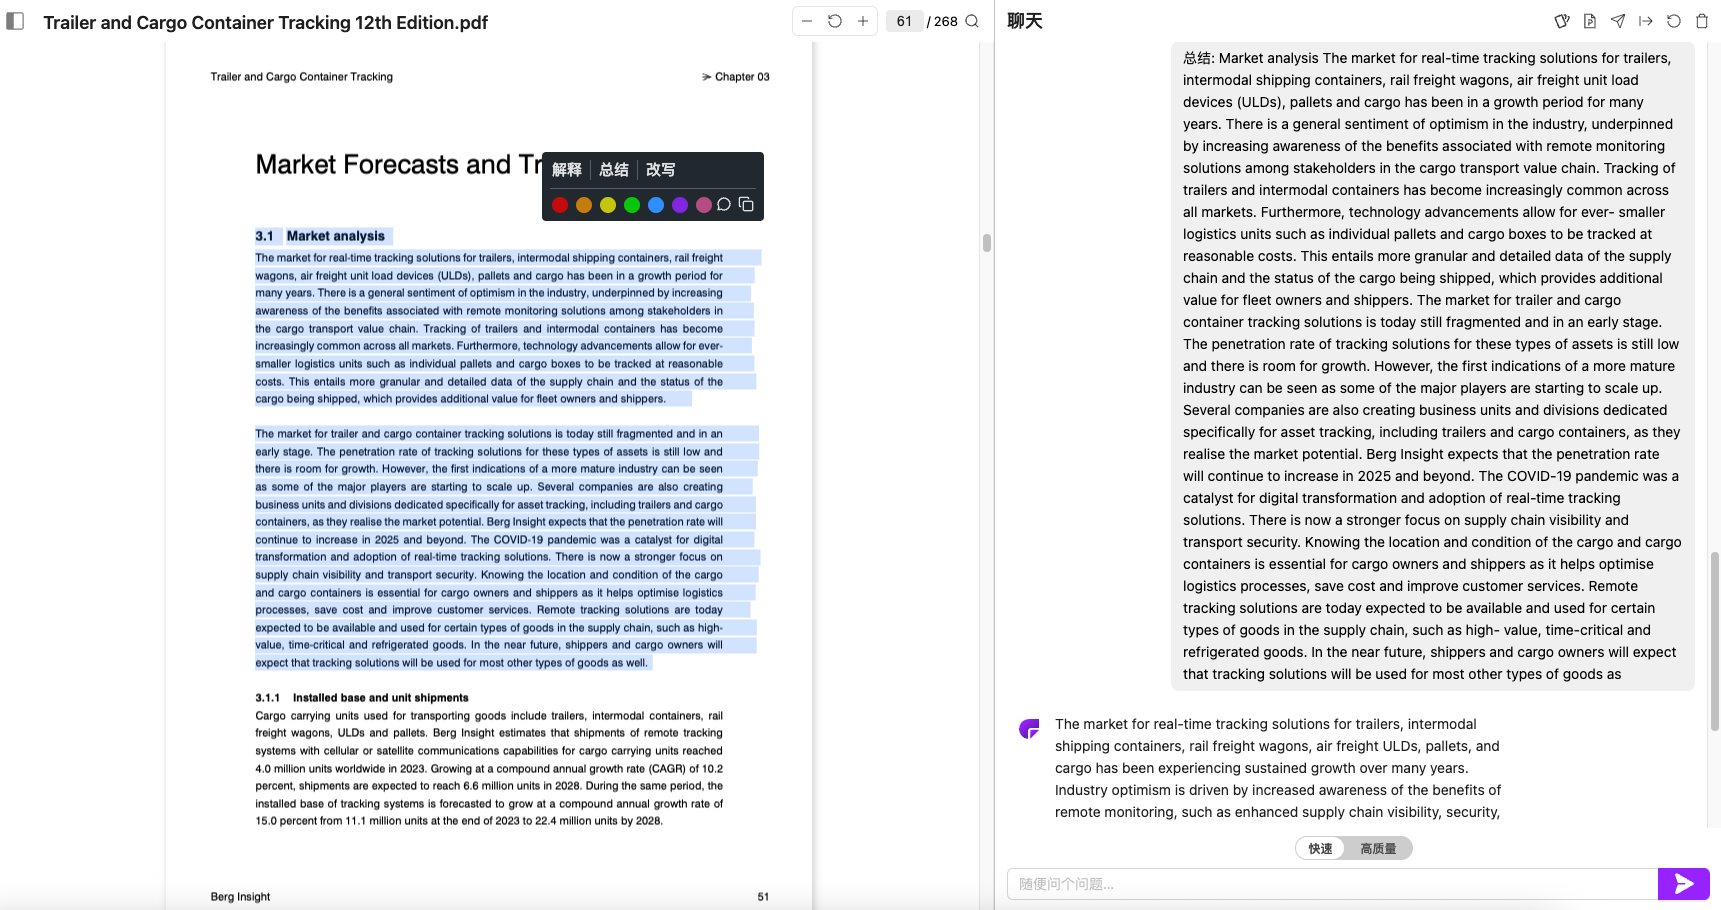 Trailer and Cargo Container Tracking 12th Edition.pdf
61 / 268
Trailer and Cargo Container Tracking
Chapter 03
Market Forecasts and Tr
解释 总结 改写
3.1 Market analysis
The market for real-time tracking solutions for trailers, intermodal shipping containers, rail freight
wagons, air freight unit load devices (ULDs), pallets and cargo has been in a growth period for
many years. There is a general sentiment of optimism in the industry, underpinned by increasing
awareness of the benefits associated with remote monitoring solutions among stakeholders in
the cargo transport value chain. Tracking of trailers and intermodal containers has become
increasingly common across all markets. Furthermore, technology advancements allow for ever-
smaller logistics units such as individual pallets and cargo boxes to be tracked at reasonable
costs. This entails more granular and detailed data of the supply chain and the status of the
cargo being shipped, which provides additional value for fleet owners and shippers.
The market for trailer and cargo container tracking solutions is today still fragmented and in an
early stage. The penetration rate of tracking solutions for these types of assets is still low and
there is room for growth. However, the first indications of a more mature industry can be seen
as some of the major players are starting to scale up. Several companies are also creating
business units and divisions dedicated specifically for asset tracking, including trailers and cargo
containers, as they realise the market potential. Berg Insight expects that the penetration rate will
continue to increase in 2025 and beyond. The COVID-19 pandemic was a catalyst for digital
transformation and adoption of real-time tracking solutions. There is now a stronger focus on
supply chain visibility and transport security. Knowing the location and condition of the cargo
and cargo containers is essential for cargo owners and shippers as it helps optimise logistics
processes, save cost and improve customer services. Remote tracking solutions are today
expected to be available and used for certain types of goods in the supply chain, such as high-
value, time-critical and refrigerated goods. In the near future, shippers and cargo owners will
expect that tracking solutions will be used for most other types of goods as well.
3.1.1 Installed base and unit shipments
Cargo carrying units used for transporting goods include trailers, intermodal containers, rail
freight wagons, ULDs and pallets. Berg Insight estimates that shipments of remote tracking
systems with cellular or satellite communications capabilities for cargo carrying units reached
4.0 million units worldwide in 2023. Growing at a compound annual growth rate (CAGR) of 10.2
percent, shipments are expected to reach 6.6 million units in 2028. During the same period, the
installed base of tracking systems is forecasted to grow at a compound annual growth rate of
15.0 percent from 11.1 million units at the end of 2023 to 22.4 million units by 2028.
Berg Insight
51
聊天
总结: Market analysis The market for real-time tracking solutions for trailers,
intermodal shipping containers, rail freight wagons, air freight unit load
devices (ULDs), pallets and cargo has been in a growth period for many
years. There is a general sentiment of optimism in the industry, underpinned
by increasing awareness of the benefits associated with remote monitoring
solutions among stakeholders in the cargo transport value chain. Tracking of
trailers and intermodal containers has become increasingly common across
all markets. Furthermore, technology advancements allow for ever- smaller
logistics units such as individual pallets and cargo boxes to be tracked at
reasonable costs. This entails more granular and detailed data of the supply
chain and the status of the cargo being shipped, which provides additional
value for fleet owners and shippers. The market for trailer and cargo
container tracking solutions is today still fragmented and in an early stage.
The penetration rate of tracking solutions for these types of assets is still low
and there is room for growth. However, the first indications of a more mature
industry can be seen as some of the major players are starting to scale up.
Several companies are also creating business units and divisions dedicated
specifically for asset tracking, including trailers and cargo containers, as they
realise the market potential. Berg Insight expects that the penetration rate
will continue to increase in 2025 and beyond. The COVID-19 pandemic was a
catalyst for digital transformation and adoption of real-time tracking
solutions. There is now a stronger focus on supply chain visibility and
transport security. Knowing the location and condition of the cargo and cargo
containers is essential for cargo owners and shippers as it helps optimise
logistics processes, save cost and improve customer services. Remote
tracking solutions are today expected to be available and used for certain
types of goods in the supply chain, such as high- value, time-critical and
refrigerated goods. In the near future, shippers and cargo owners will expect
that tracking solutions will be used for most other types of goods as
The market for real-time tracking solutions for trailers, intermodal
shipping containers, rail freight wagons, air freight ULDs, pallets, and
cargo has been experiencing sustained growth over many years.
Industry optimism is driven by increased awareness of the benefits of
remote monitoring, such as enhanced supply chain visibility, security,
快速 高质量
随便问个问题...